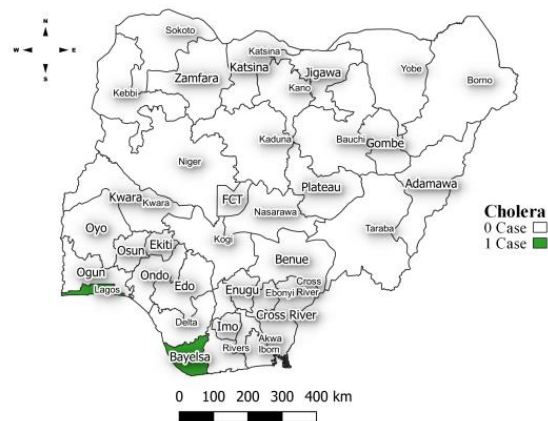 N
W E
S
Sokoto
Katsina
Katsina
Jigawa
Yobe
Borno
Zamfara
Kebbi
Kano
Kaduna
Bauchi
Gombe
Niger
Plateau
Adamawa
FCT
Kwara
Kwara
Nasarawa
Taraba
Oyo
Kogi
Osun
Ekiti
Benue
Ogun
Ondo
Edo
Enugu
Ebonyi
Cross
River
Lagos
Cross River
Delta
Imo
Bayelsa
Rivers
Akwa
Ibom
Cholera
0 Case
1 Case
0 100 200 300 400 km